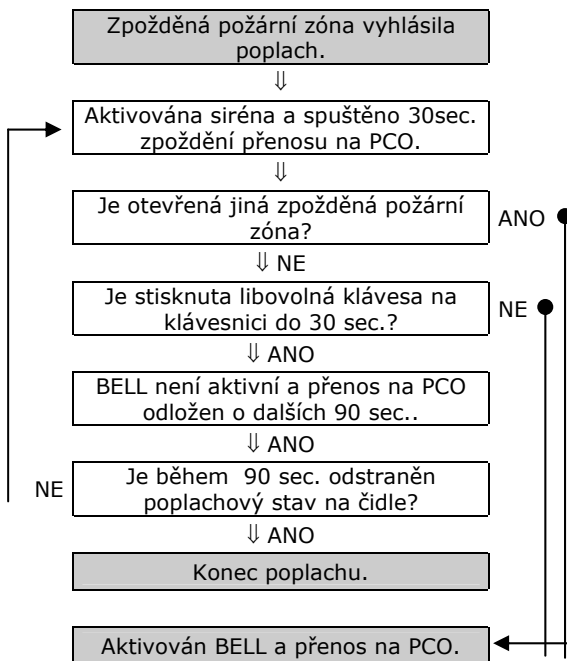 Zpožděná požární zóna vyhlásila
poplach.
⇓
Aktivována siréna a spuštěno 30sec.
zpoždění přenosu na PCO.
⇓
Je otevřená jiná zpožděná požární
zóna?
ANO
⇓ NE
Je stisknuta libovolná klávesa na
klávesnici do 30 sec.?
NE
⇓ ANO
BELL není aktivní a přenos na PCO
odložen o dalších 90 sec..
⇓ ANO
Je během 90 sec. odstraněn
poplachový stav na čidle?
NE
⇓ ANO
Konec poplachu.
Aktivován BELL a přenos na PCO.